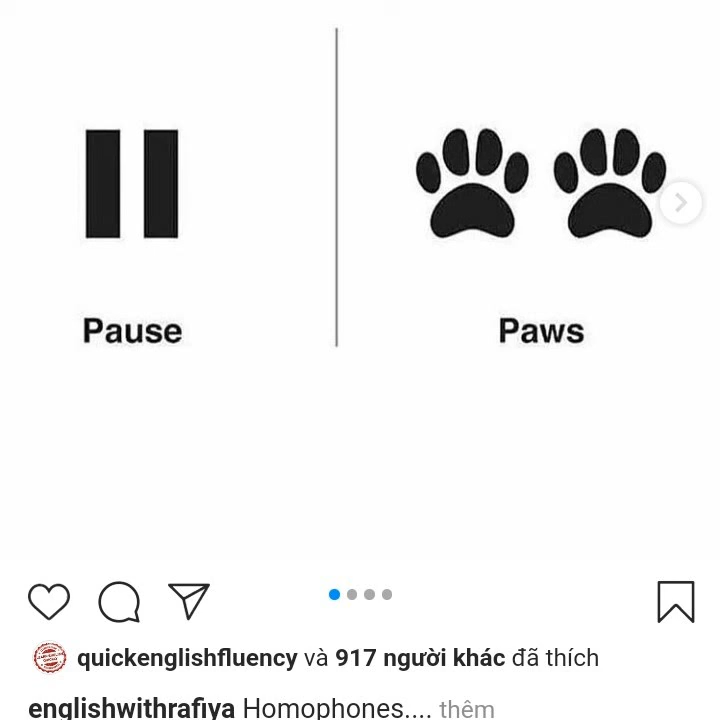 Pause
Paws
quickenglishfluency và 917 người khác đã thích
englishwithrafiya Homophones.... thêm